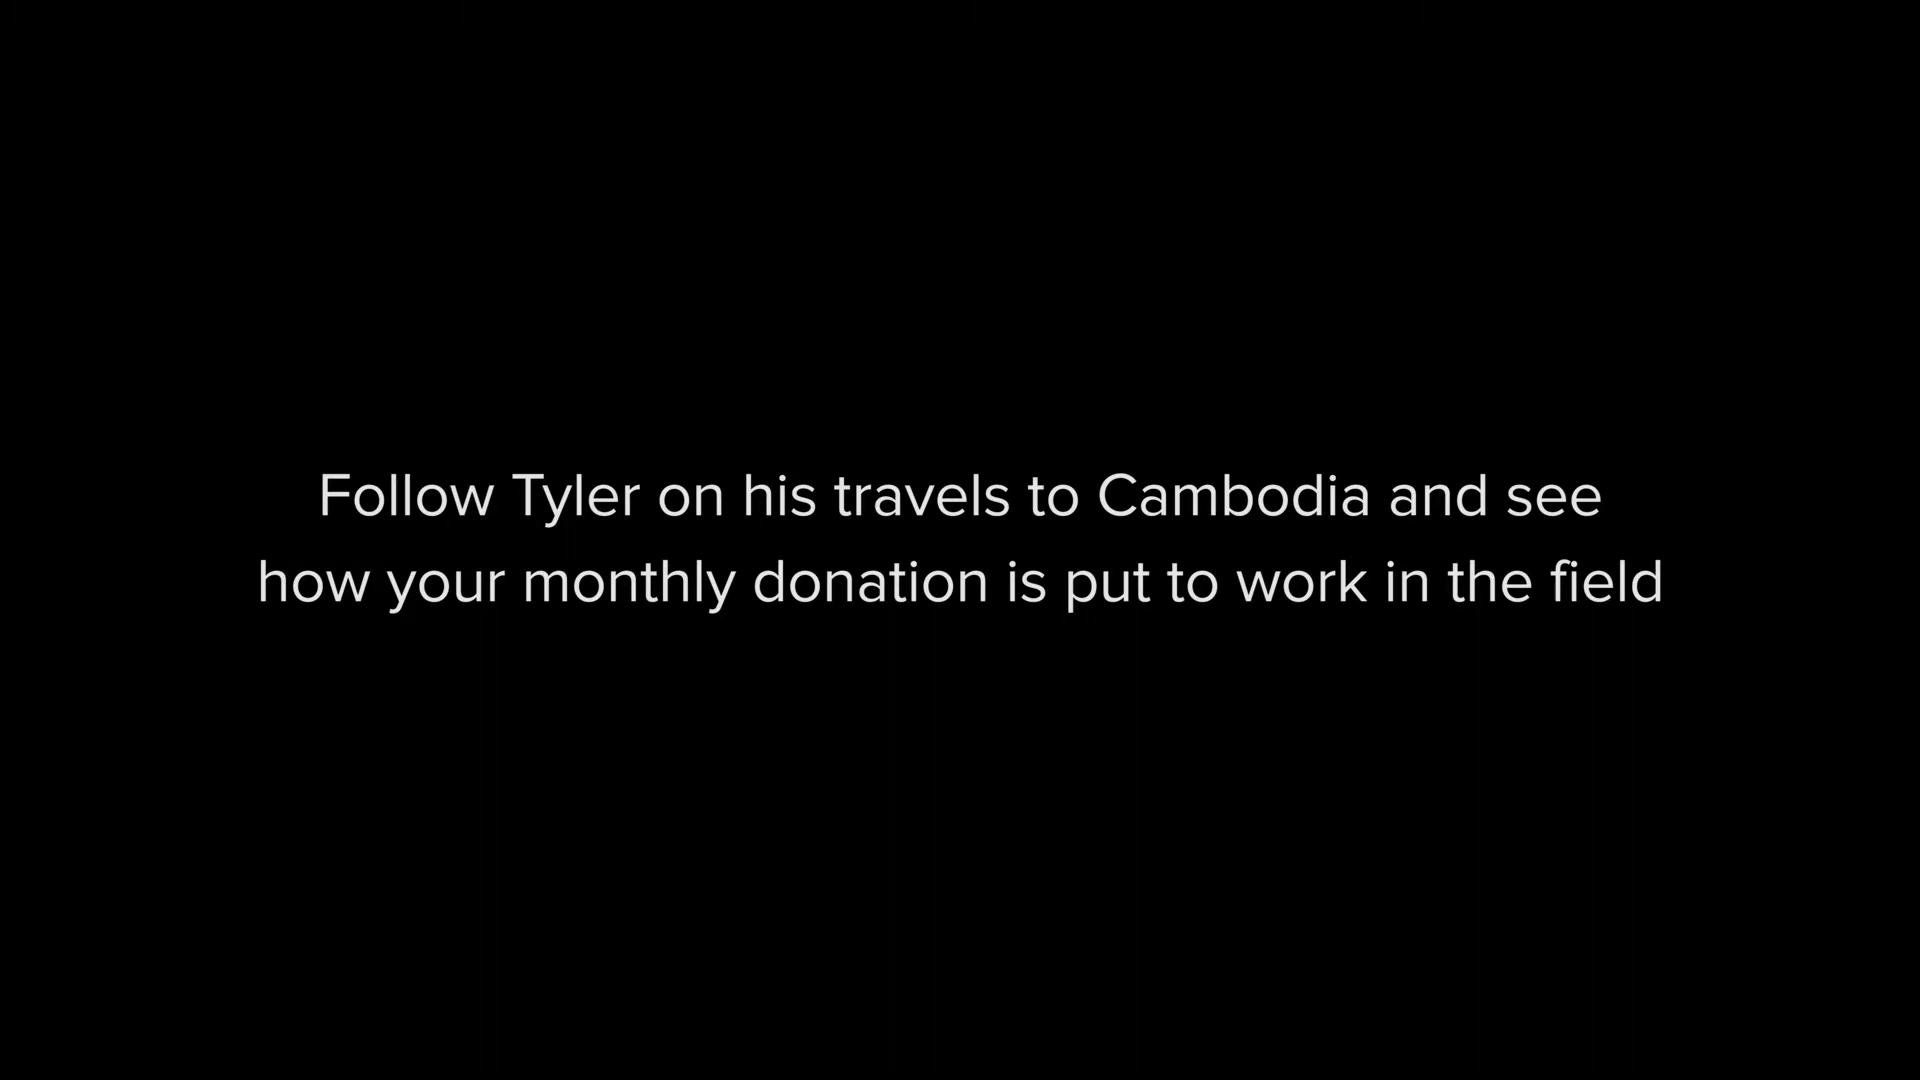 Follow Tyler on his travels to Cambodia and see
how your monthly donation is put to work in the field